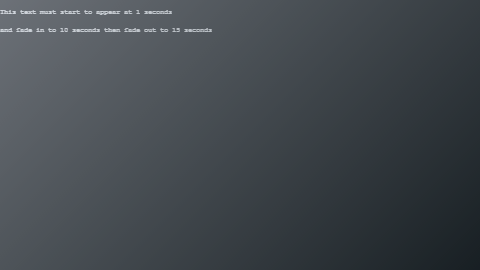 This test must start to appear at 1 seconds
and fade in to 10 seconds then fade out to 15 seconds